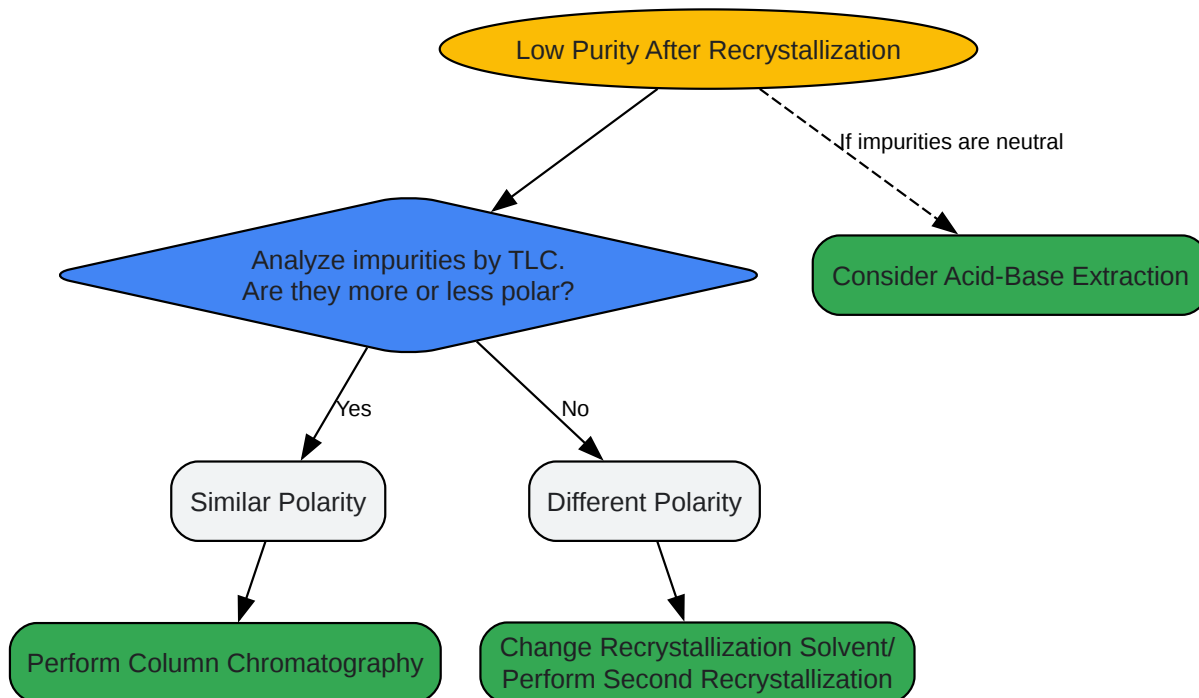 Low Purity After Recrystallization
If impurities are neutral
Analyze impurities by TLC.
Are they more or less polar?
Consider Acid-Base Extraction
Yes
No
Similar Polarity
Different Polarity
Perform Column Chromatography
Change Recrystallization Solvent/
Perform Second Recrystallization